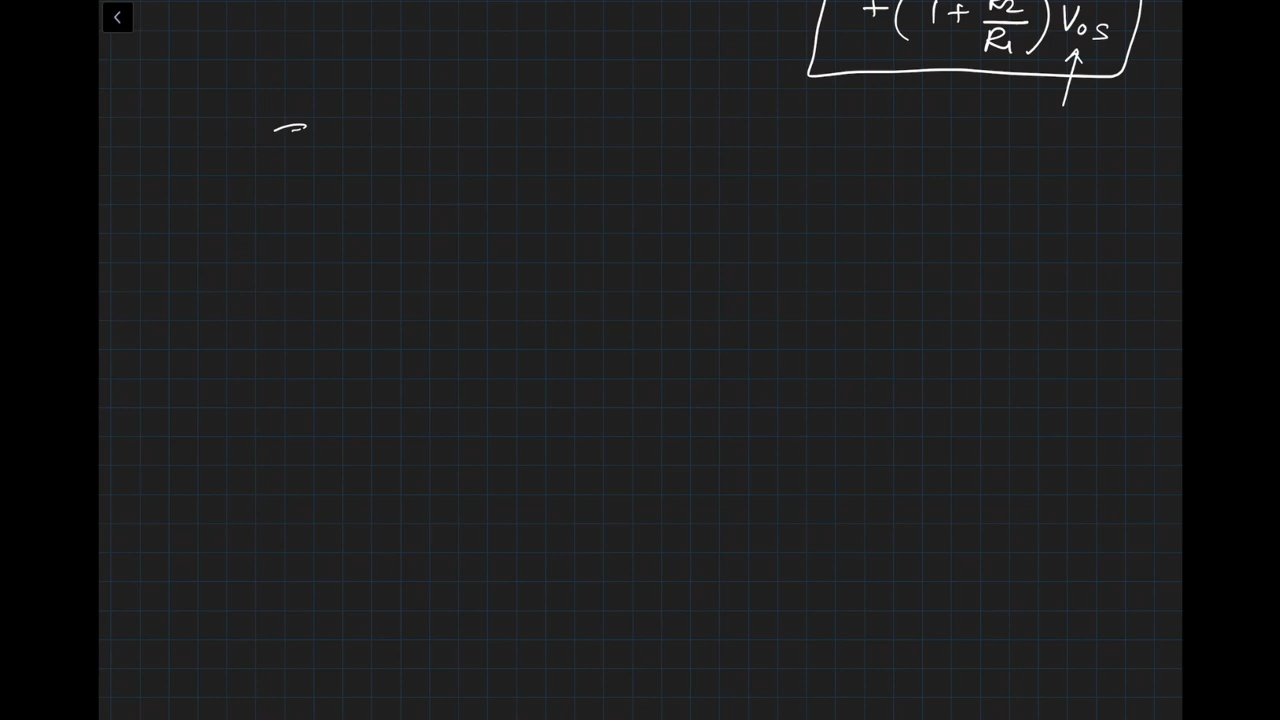 + (1 + R2/R1) Vos